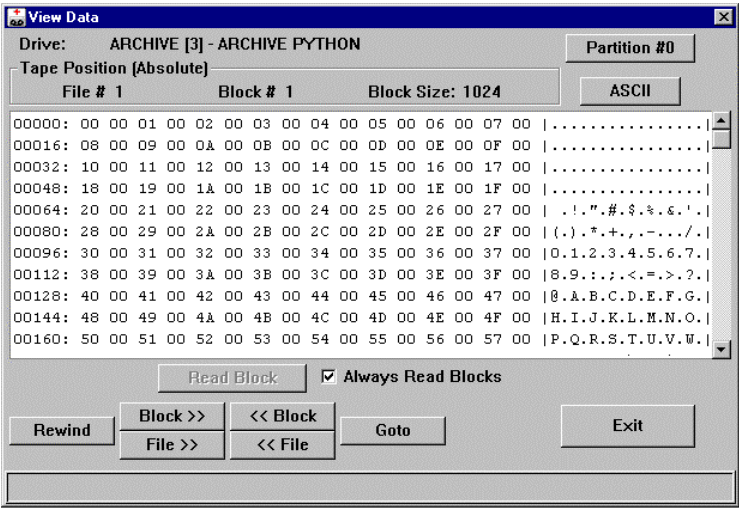 View Data
Drive: ARCHIVE [3] - ARCHIVE PYTHON
Partition #0
Tape Position (Absolute)
File # 1 Block # 1 Block Size: 1024
ASCII
00000: 00 00 01 00 02 00 03 00 04 00 05 00 06 00 07 00 |................|
00016: 08 00 09 00 0A 00 0B 00 0C 00 0D 00 0E 00 0F 00 |................|
00032: 10 00 11 00 12 00 13 00 14 00 15 00 16 00 17 00 |................|
00048: 18 00 19 00 1A 00 1B 00 1C 00 1D 00 1E 00 1F 00 |................|
00064: 20 00 21 00 22 00 23 00 24 00 25 00 26 00 27 00 | .!.".#.$.%.&.'.|
00080: 28 00 29 00 2A 00 2B 00 2C 00 2D 00 2E 00 2F 00 |(.).*.+.,.-.../.|
00096: 30 00 31 00 32 00 33 00 34 00 35 00 36 00 37 00 |0.1.2.3.4.5.6.7.|
00112: 38 00 39 00 3A 00 3B 00 3C 00 3D 00 3E 00 3F 00 |8.9.:.;.<.=.>.?.|
00128: 40 00 41 00 42 00 43 00 44 00 45 00 46 00 47 00 |@.A.B.C.D.E.F.G.|
00144: 48 00 49 00 4A 00 4B 00 4C 00 4D 00 4E 00 4F 00 |H.I.J.K.L.M.N.O.|
00160: 50 00 51 00 52 00 53 00 54 00 55 00 56 00 57 00 |P.Q.R.S.T.U.V.W.|
Read Block Always Read Blocks
Block >> << Block
Rewind Goto Exit
File >> << File